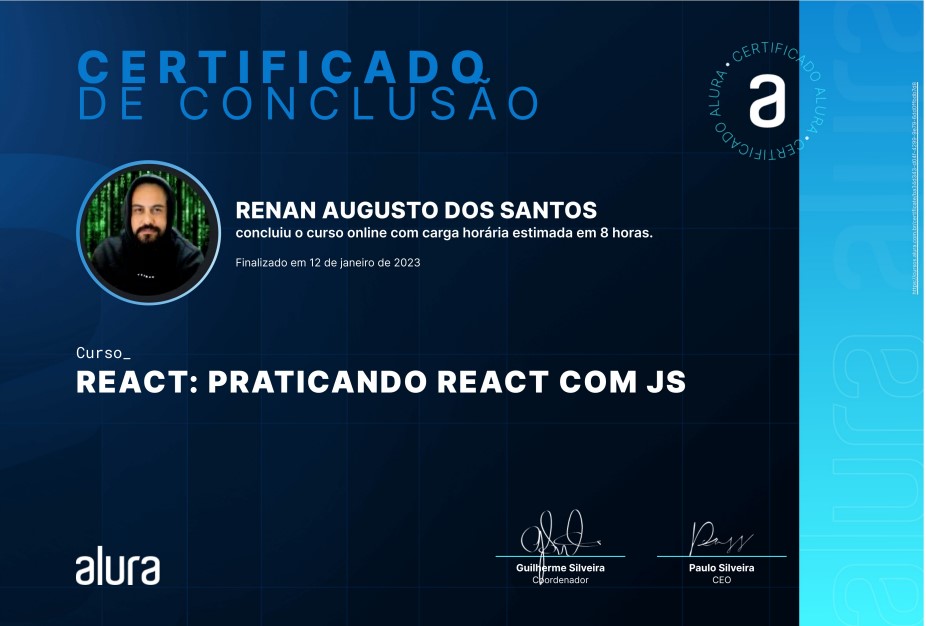 CERTIFICADO
DE CONCLUSÃO
CERTIFICADO ALURA • CERTIFICADO ALURA •
a
RENAN AUGUSTO DOS SANTOS
concluiu o curso online com carga horária estimada em 8 horas.
Finalizado em 12 de janeiro de 2023
Curso_
REACT: PRATICANDO REACT COM JS
alura
Guilherme Silveira
Coordenador
Paulo Silveira
CEO
alura
alura